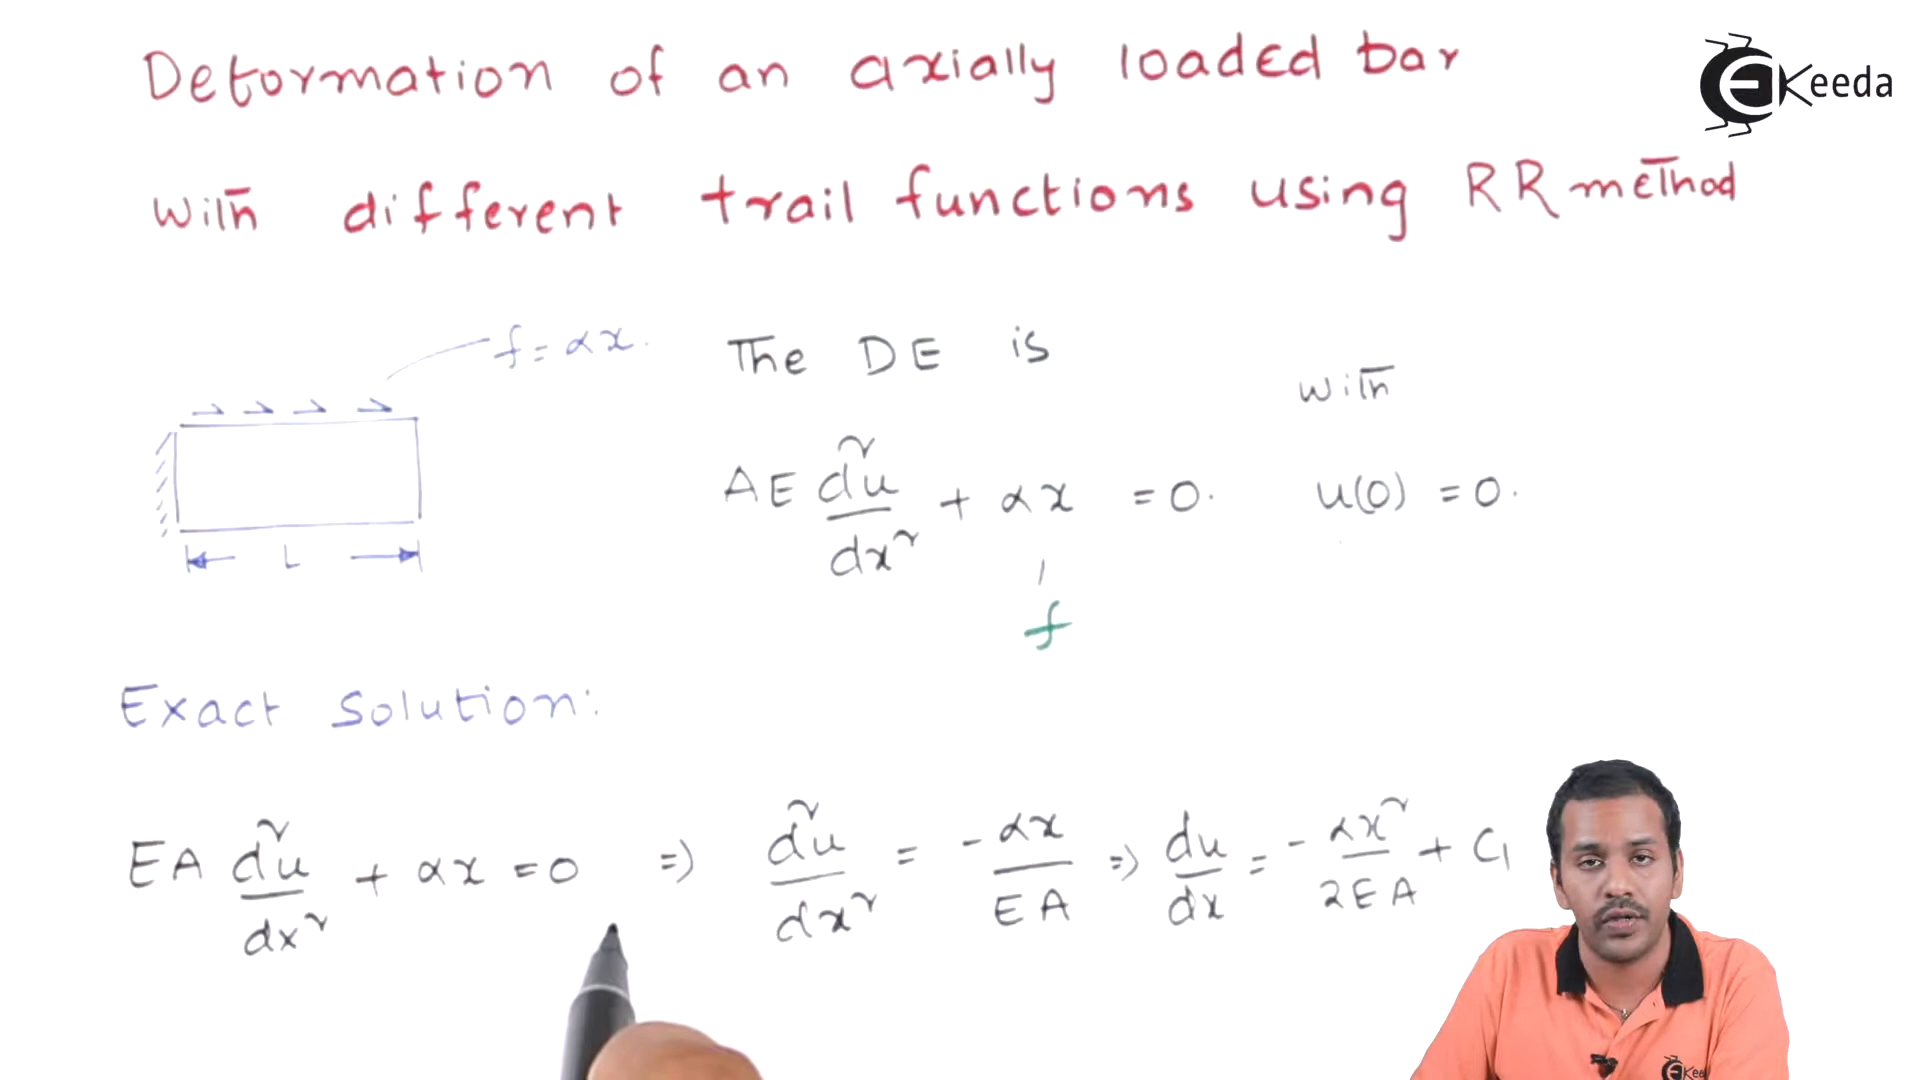 Deformation of an axially loaded bar
EKeeda
with different trail functions using RR method
f = αx.
The DE is
with
AE d²u/dx² + αx = 0.
u(0) = 0.
L
f
Exact Solution:
EA d²u/dx² + αx = 0 => d²u/dx² = -αx/EA => du/dx = -αx²/2EA + C₁